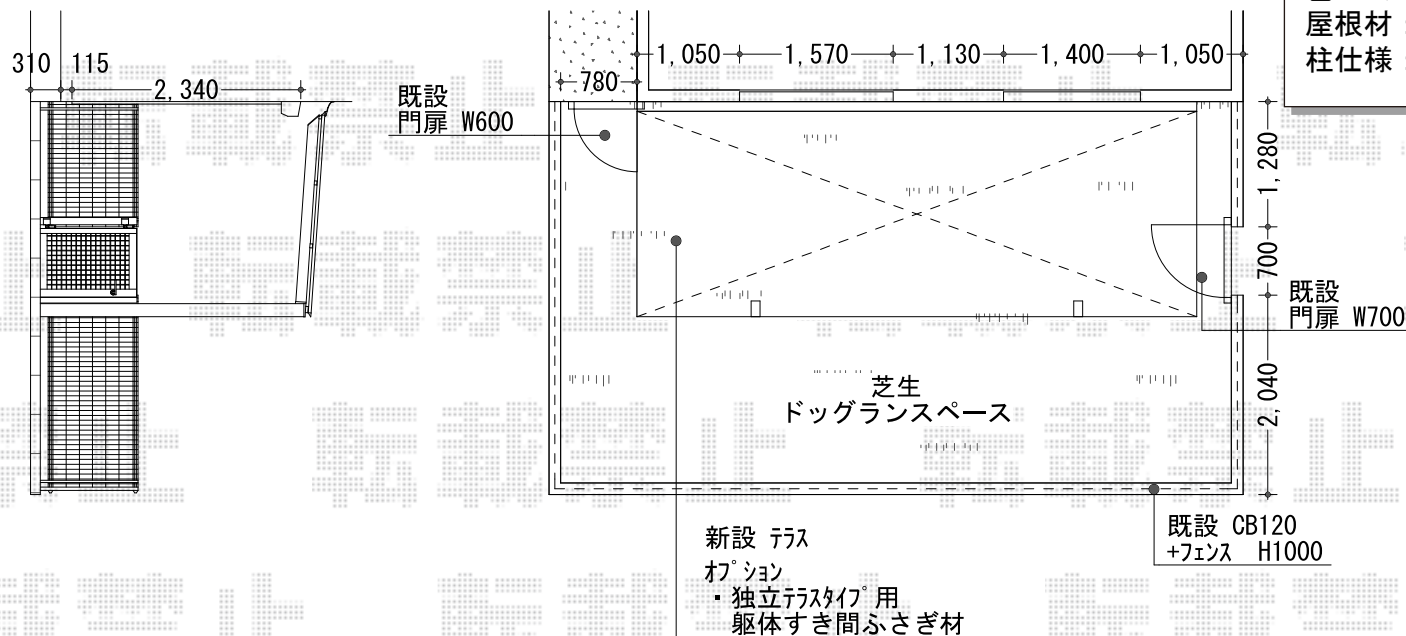 310
115
2,340
既設
門扉 W600
780
1,050
1,570
1,130
1,400
1,050
屋根材
柱仕様
1,280
700
2,040
既設
門扉 W700
芝生
ドッグランスペース
新設 ﾃﾗｽ
ｵﾌﾟｼｮﾝ
・独立ﾃﾗｽﾀｲﾌﾟ用
躯体すき間ふさぎ材
既設 CB120
+ﾌｪﾝｽ H1000
転載禁止